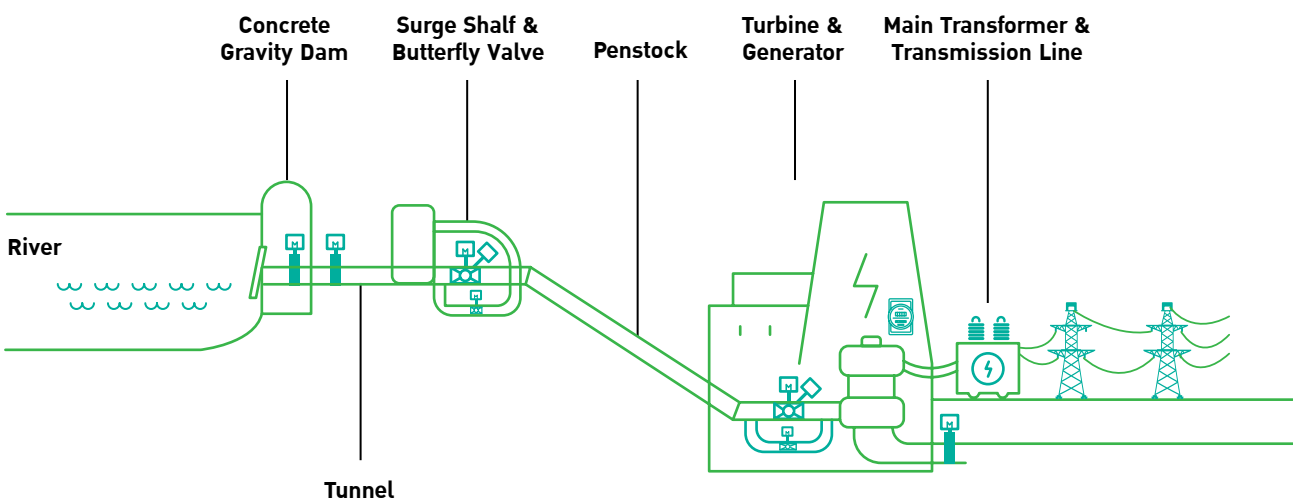 Concrete
Gravity Dam
Surge Shalf &
Butterfly Valve
Penstock
Turbine &
Generator
Main Transformer &
Transmission Line
River
M
M
M
M
M
M
M
Tunnel